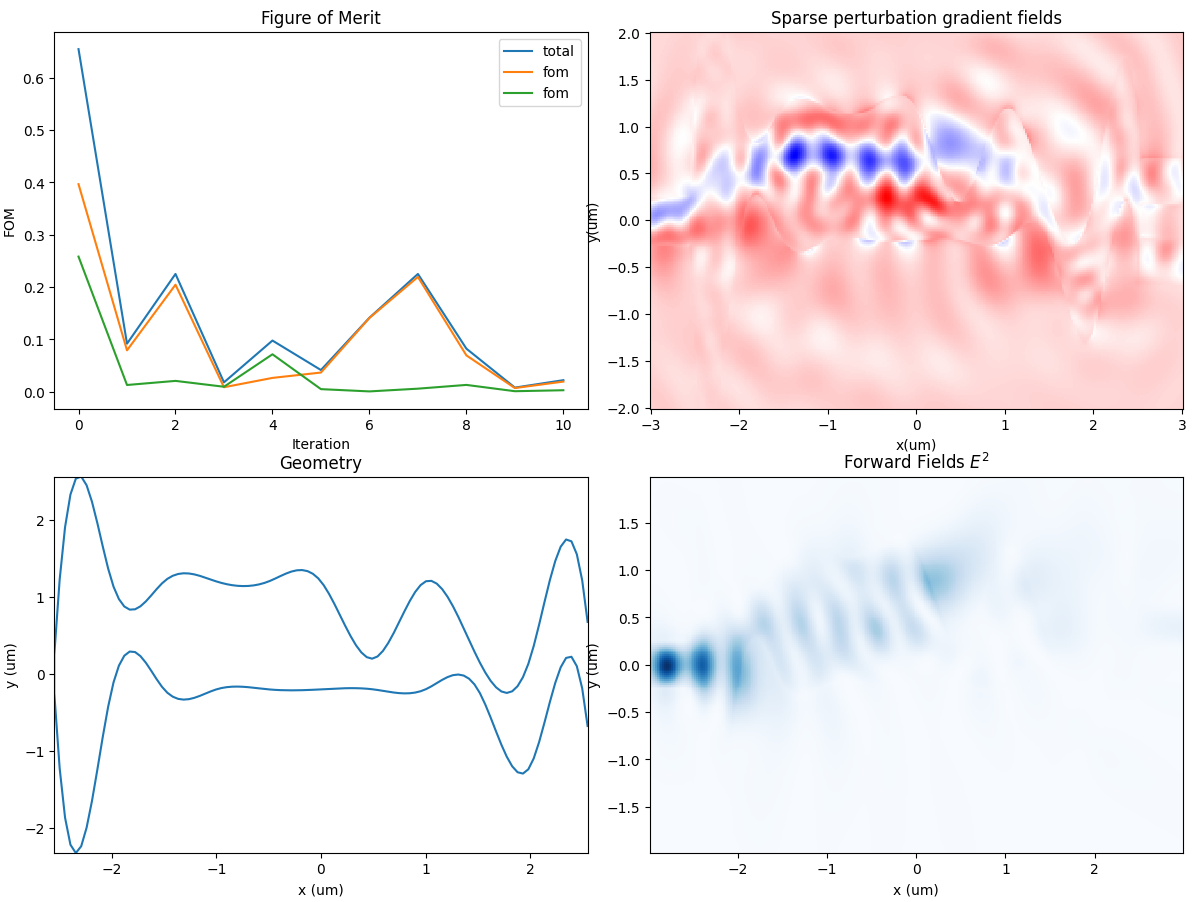 Figure of Merit
total
fom
fom
FOM
0.6
0.5
0.4
0.3
0.2
0.1
0.0
0 2 4 6 8 10
Iteration
Sparse perturbation gradient fields
y(um)
2.0
1.5
1.0
0.5
0.0
−0.5
−1.0
−1.5
−2.0
−3 −2 −1 0 1 2 3
x(um)
Geometry
y (um)
2
1
0
−1
−2
−2 −1 0 1 2
x (um)
Forward Fields E²
y (um)
1.5
1.0
0.5
0.0
−0.5
−1.0
−1.5
−2 −1 0 1 2
x (um)